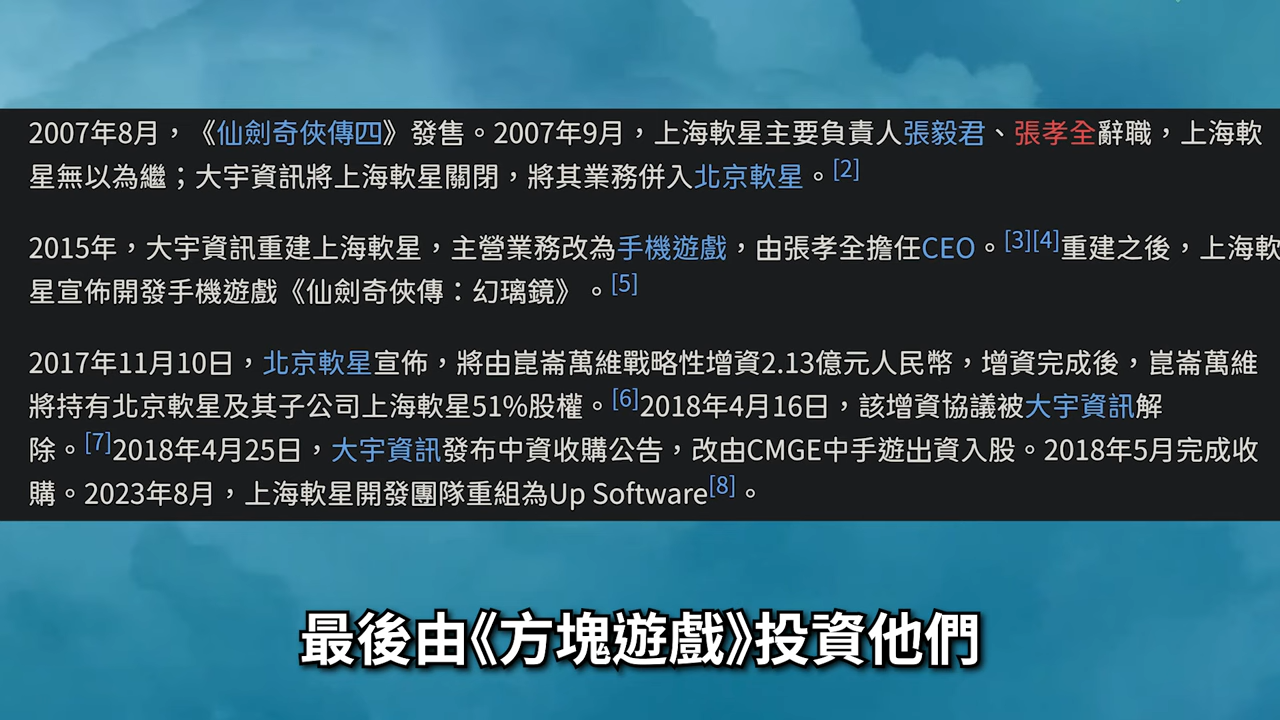 2007年8月，《仙劍奇俠傳四》發售。2007年9月，上海軟星主要負責人張毅君、張孝全辭職，上海軟
星無以為繼；大宇資訊將上海軟星關閉，將其業務併入北京軟星。[2]
2015年，大宇資訊重建上海軟星，主營業務改為手機遊戲，由張孝全擔任CEO。[3][4]重建之後，上海軟
星宣佈開發手機遊戲《仙劍奇俠傳：幻璃鏡》。[5]
2017年11月10日，北京軟星宣佈，將由崑崙萬維戰略性增資2.13億元人民幣，增資完成後，崑崙萬維
將持有北京軟星及其子公司上海軟星51%股權。[6]2018年4月16日，該增資協議被大宇資訊解
除。[7]2018年4月25日，大宇資訊發布中資收購公告，改由CMGE中手遊出資入股。2018年5月完成收
購。2023年8月，上海軟星開發團隊重組為Up Software[8]。
最後由《方塊遊戲》投資他們